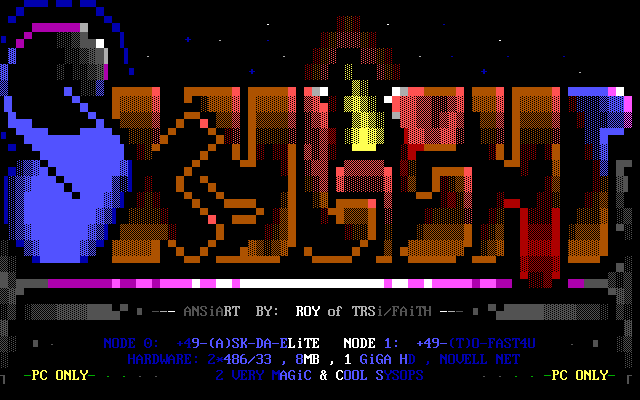 --- ANSiART BY: ROY of TRSi/FAiTH ---
NODE 0: +49-(A)SK-DA-ELiTE NODE 1: +49-(T)O-FAST4U
HARDWARE: 2*486/33 , 8MB , 1 GiGA HD , NOVELL NET
-PC ONLY- 2 VERY MAGiC & COOL SYSOPS -PC ONLY-